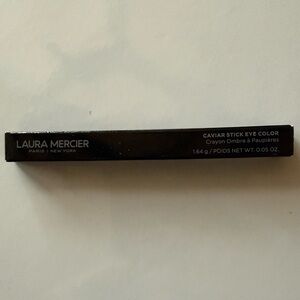 LAURA MERCIER
PARIS | NEW YORK
CAVIAR STICK EYE COLOR
Crayon Ombre à Paupières
1.64 g / POIDS NET WT. 0.05 OZ.